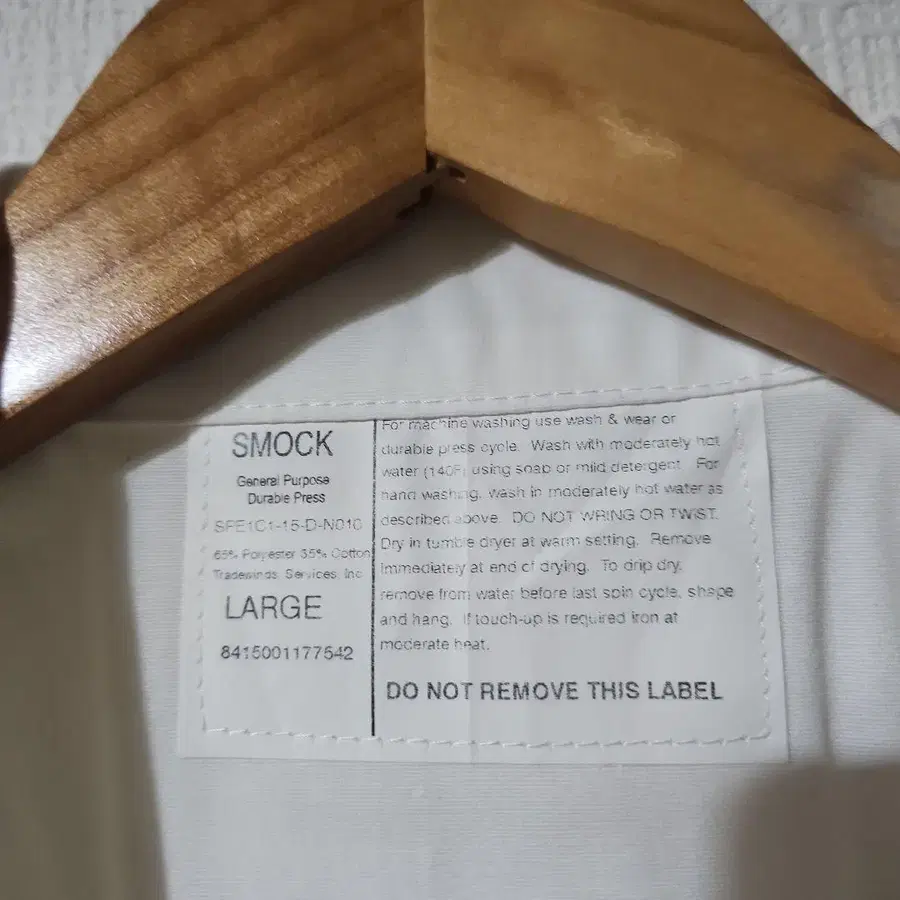 SMOCK
General Purpose
Durable Press
SPE1C1-15-D-N010
65% Polyester 35% Cotton
Tradewinds Services, Inc
LARGE
8415001177542
For machine washing use wash & wear or
durable press cycle. Wash with moderately hot
water (140F) using soap or mild detergent. For
hand washing, wash in moderately hot water as
described above. DO NOT WRING OR TWIST.
Dry in tumble dryer at warm setting. Remove
immediately at end of drying. To drip dry,
remove from water before last spin cycle, shape
and hang. If touch-up is required iron at
moderate heat.
DO NOT REMOVE THIS LABEL